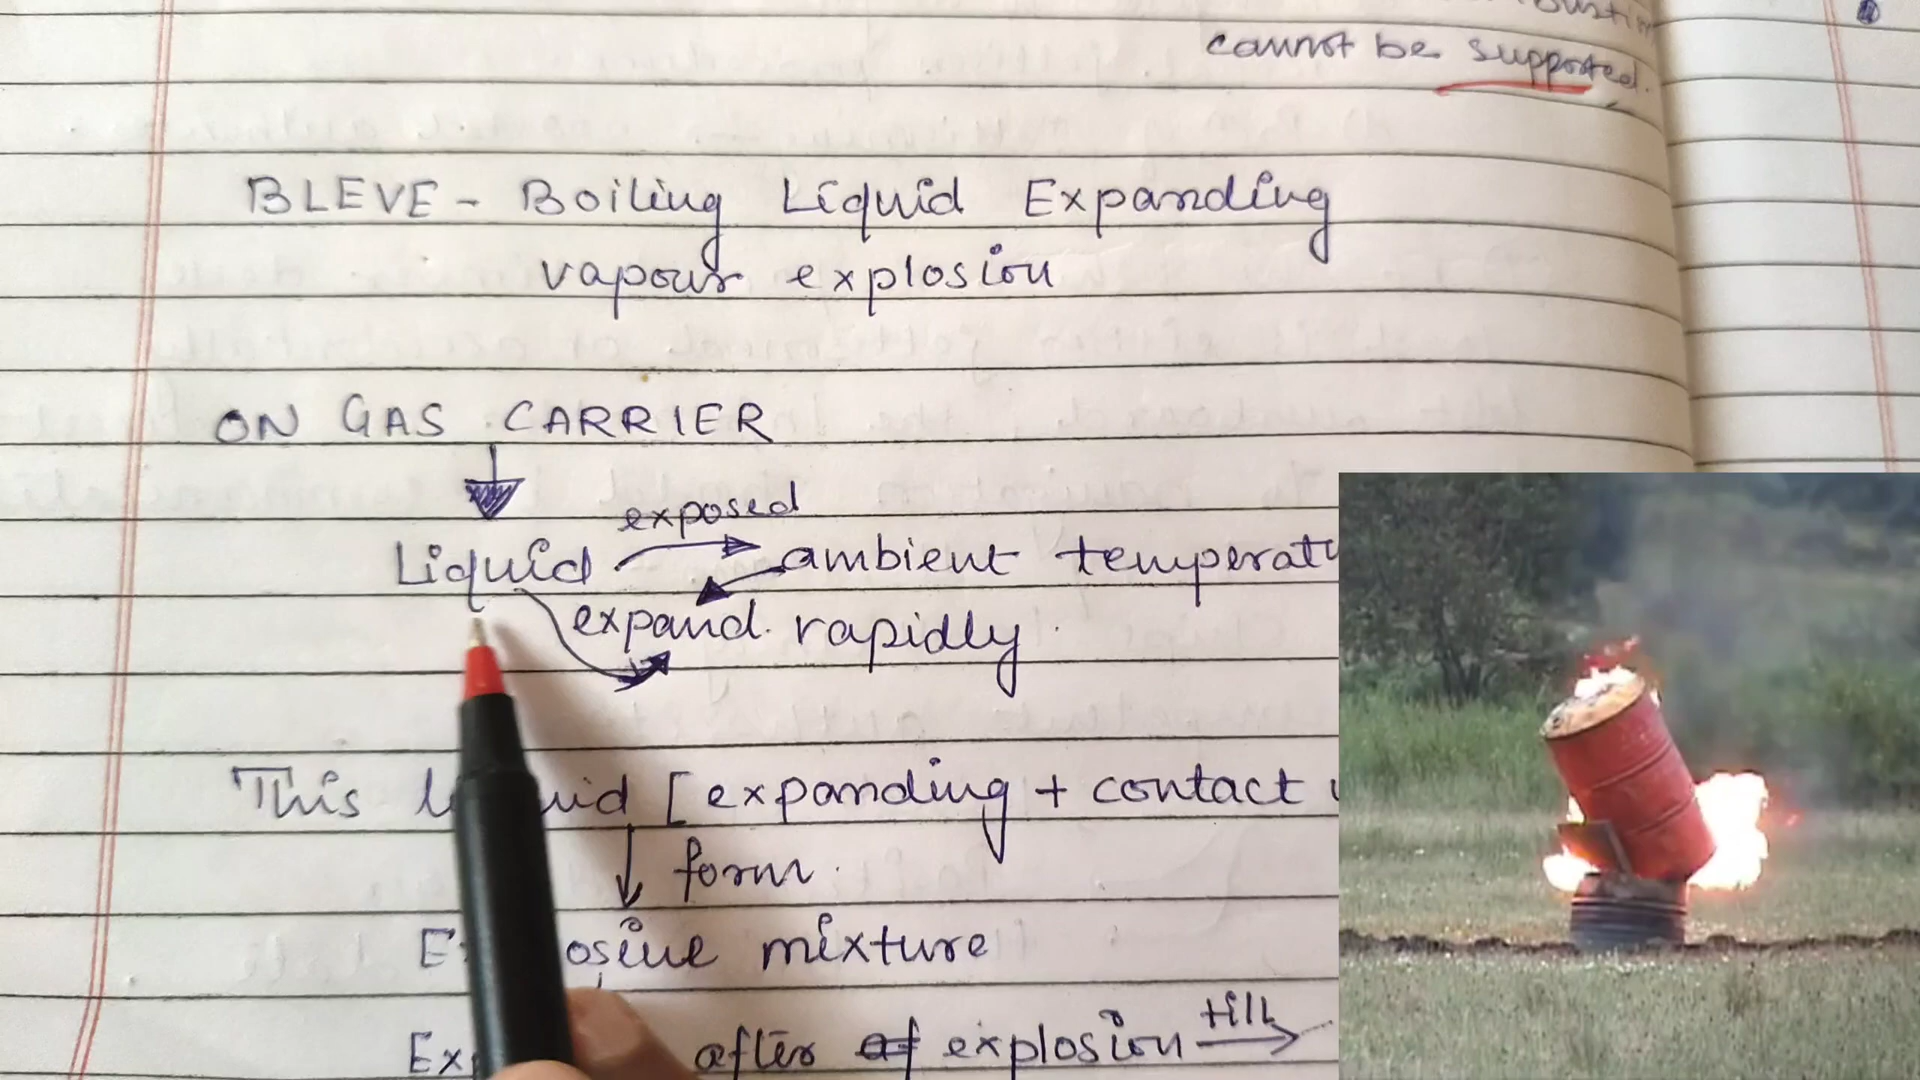 cannot be supported.
BLEVE - Boiling Liquid Expanding
vapour explosion
ON GAS CARRIER
exposed
Liquid ambient
expand. rapidly
This [expanding + contact
form.
mixture
after explosion till